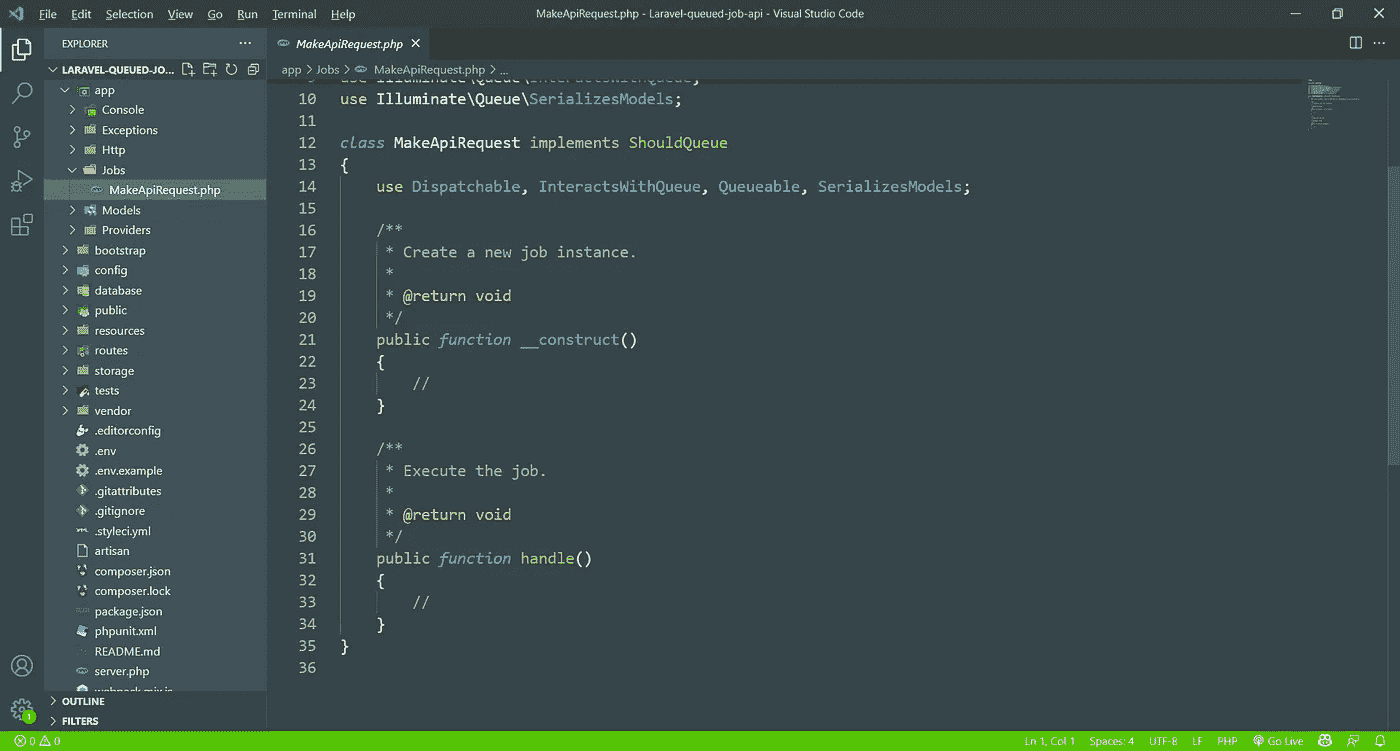 File Edit Selection View Go Run Terminal Help
MakeApiRequest.php - Laravel-queued-job-api - Visual Studio Code
EXPLORER
LARAVEL-QUEUED-JO...
app
Console
Exceptions
Http
Jobs
MakeApiRequest.php
Models
Providers
bootstrap
config
database
public
resources
routes
storage
tests
vendor
.editorconfig
.env
.env.example
.gitattributes
.gitignore
.styleci.yml
artisan
composer.json
composer.lock
package.json
phpunit.xml
README.md
server.php
webpack.mix.js
OUTLINE
FILTERS
MakeApiRequest.php
app > Jobs > MakeApiRequest.php > ...
9 use Illuminate\Queue\InteractsWithQueue;
10 use Illuminate\Queue\SerializesModels;
11
12 class MakeApiRequest implements ShouldQueue
13 {
14 use Dispatchable, InteractsWithQueue, Queueable, SerializesModels;
15
16 /**
17 * Create a new job instance.
18 *
19 * @return void
20 */
21 public function __construct()
22 {
23 //
24 }
25
26 /**
27 * Execute the job.
28 *
29 * @return void
30 */
31 public function handle()
32 {
33 //
34 }
35 }
36
1
0 0
Ln 1, Col 1 Spaces: 4 UTF-8 LF PHP Go Live